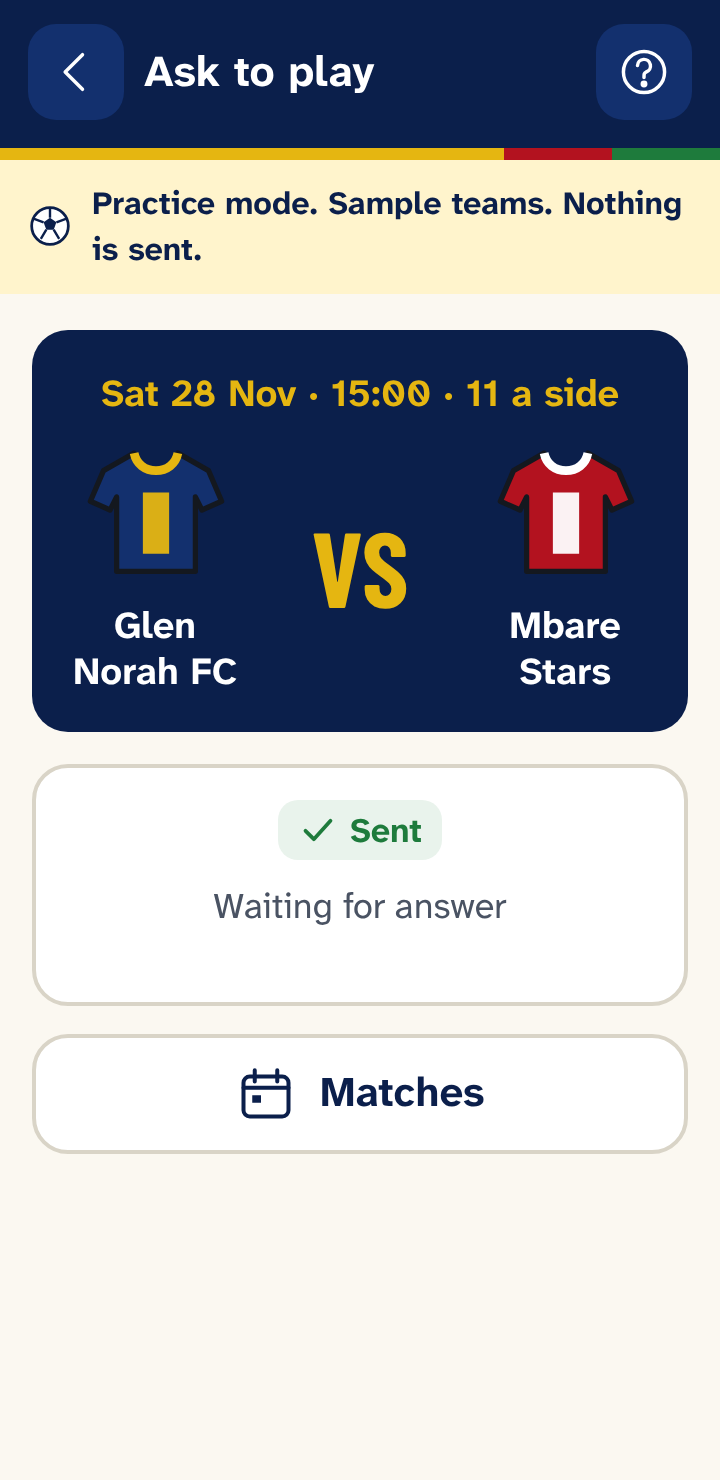 Ask to play
Practice mode. Sample teams. Nothing
is sent.
Sat 28 Nov · 15:00 · 11 a side
VS
Glen
Norah FC
Mbare
Stars
Sent
Waiting for answer
Matches